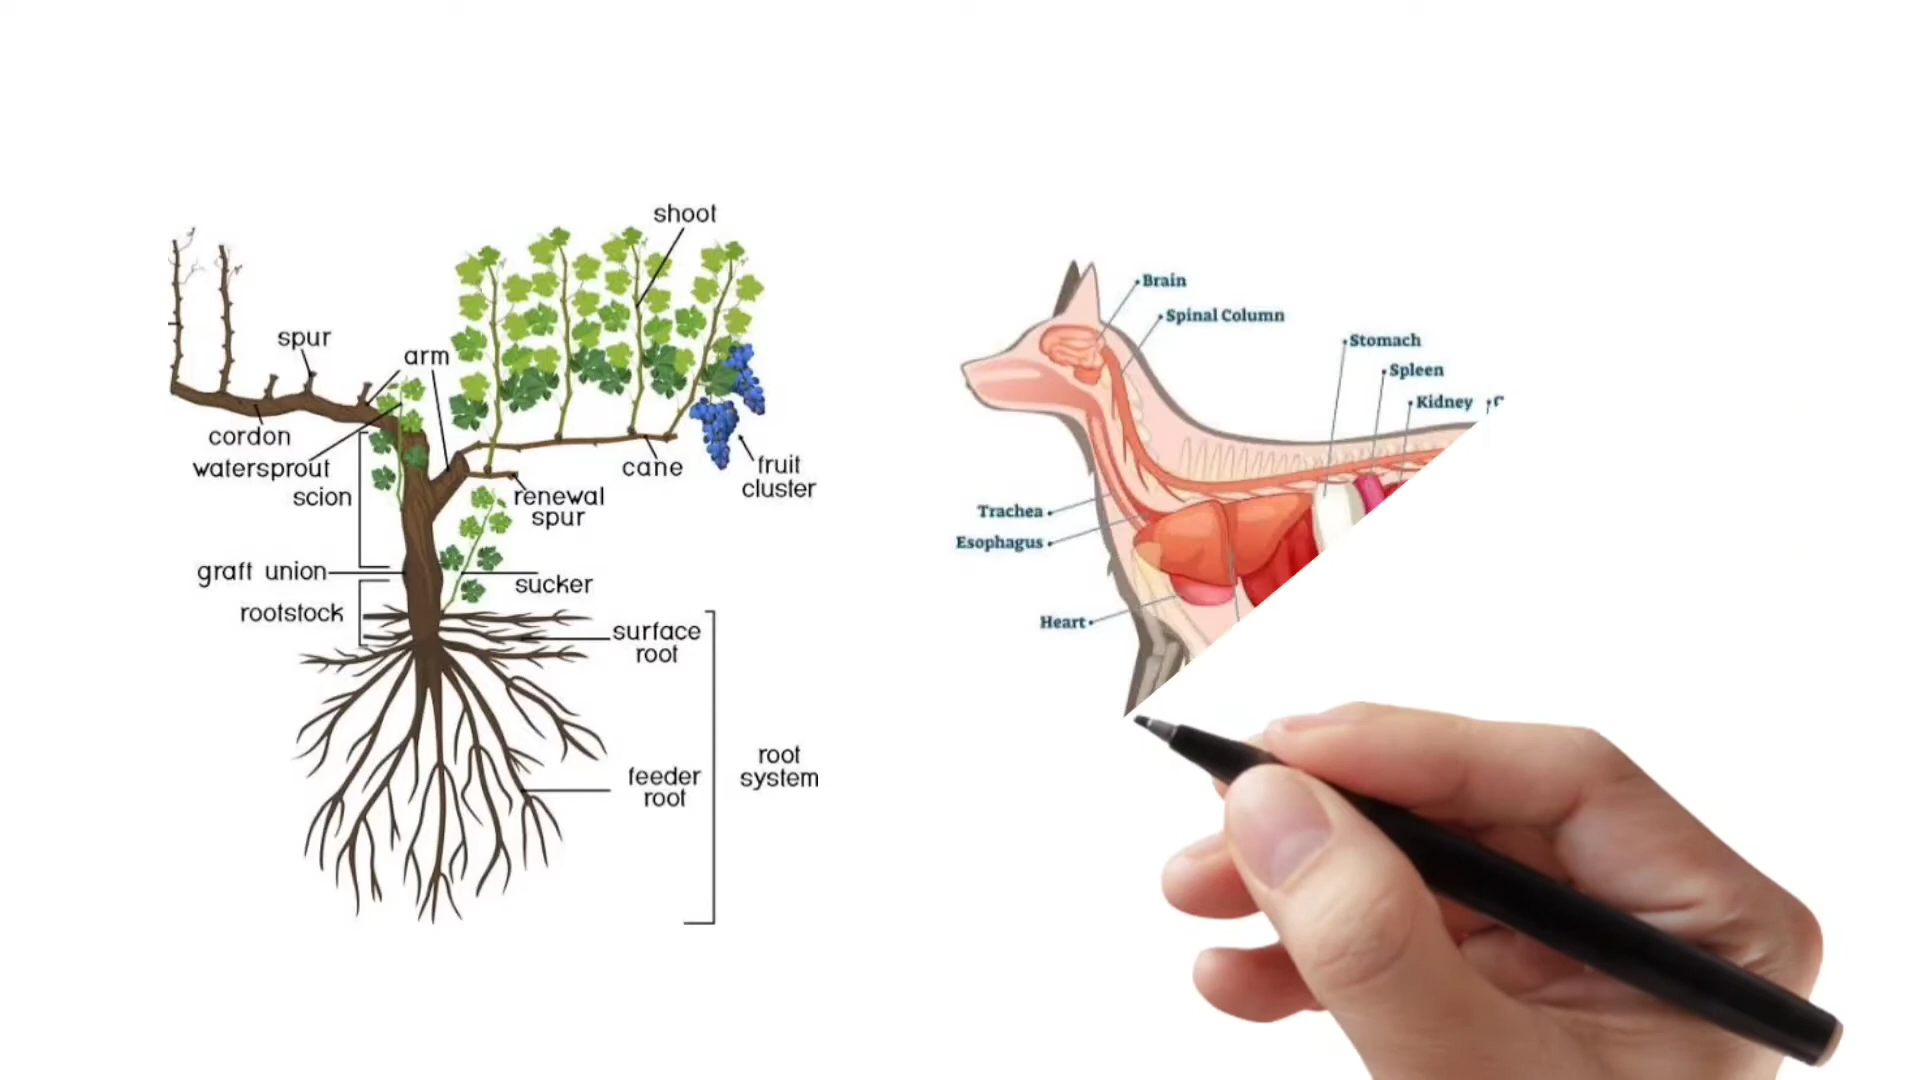 shoot
spur
arm
cordon
watersprout
scion
cane
fruit
cluster
renewal
spur
graft union
sucker
rootstock
surface
root
feeder
root
root
system
Brain
Spinal Column
Stomach
Spleen
Kidney
Trachea
Esophagus
Heart